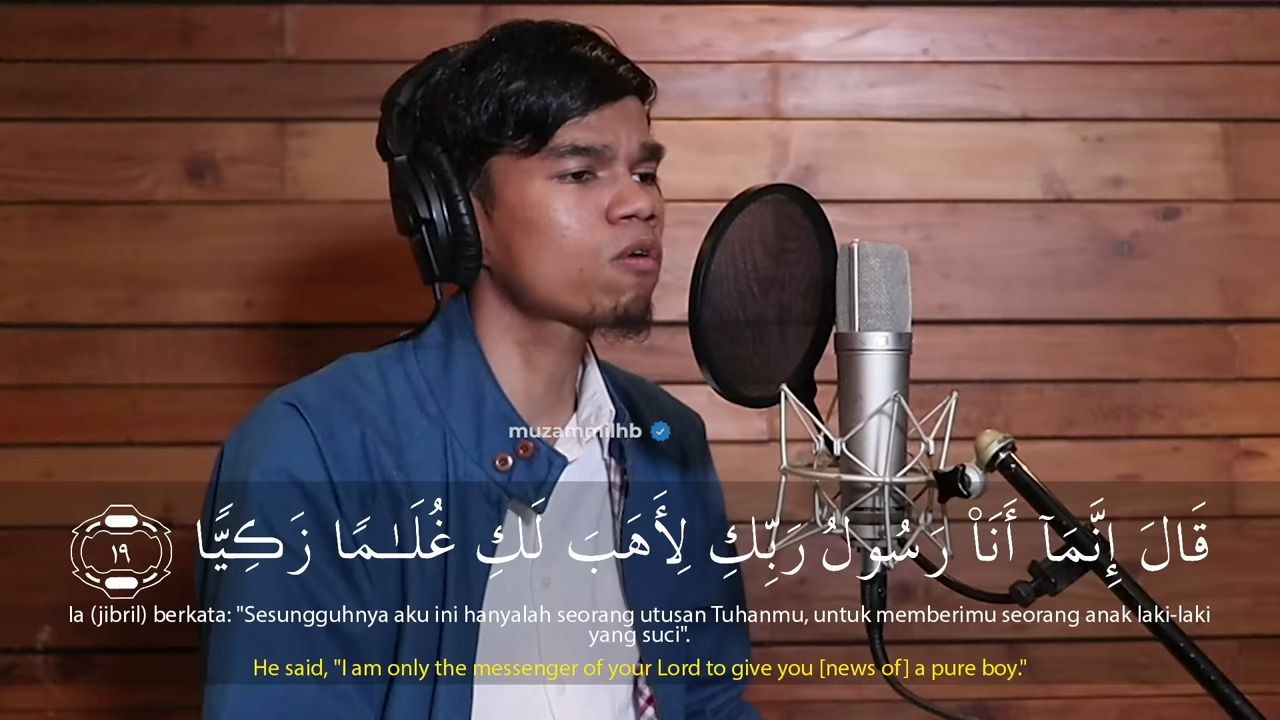 muzammilhb
قَالَ إِنَّمَآ أَنَا۠ رَسُولُ رَبِّكِ لِأَهَبَ لَكِ غُلَـٰمًا زَكِيًّا ١٩
Ia (jibril) berkata: "Sesungguhnya aku ini hanyalah seorang utusan Tuhanmu, untuk memberimu seorang anak laki-laki
yang suci".
He said, "I am only the messenger of your Lord to give you [news of] a pure boy."